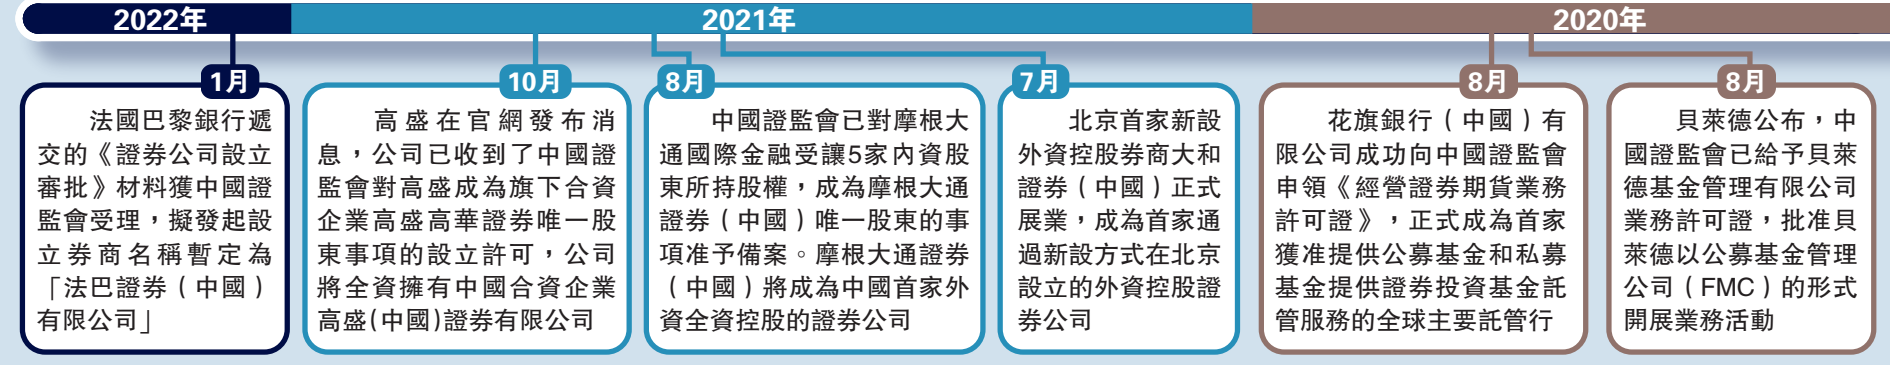 2022年
2021年
2020年
1月
法國巴黎銀行遞
交的《證券公司設立
審批》材料獲中國證
監會受理，擬發起設
立券商名稱暫定為
「法巴證券（中國）
有限公司」
10月
高盛在官網發布消
息，公司已收到了中國證
監會對高盛成為旗下合資
企業高盛高華證券唯一股
東事項的設立許可，公司
將全資擁有中國合資企業
高盛(中國)證券有限公司
8月
中國證監會已對摩根大
通國際金融受讓5家內資股
東所持股權，成為摩根大通
證券（中國）唯一股東的事
項准予備案。摩根大通證券
（中國）將成為中國首家外
資全資控股的證券公司
7月
北京首家新設
外資控股券商大和
證券（中國）正式
展業，成為首家通
過新設方式在北京
設立的外資控股證
券公司
8月
花旗銀行（中國）有
限公司成功向中國證監會
申領《經營證券期貨業務
許可證》，正式成為首家
獲准提供公募基金和私募
基金提供證券投資基金託
管服務的全球主要託管行
8月
貝萊德公布，中
國證監會已給予貝萊
德基金管理有限公司
業務許可證，批准貝
萊德以公募基金管理
公司（FMC）的形式
開展業務活動